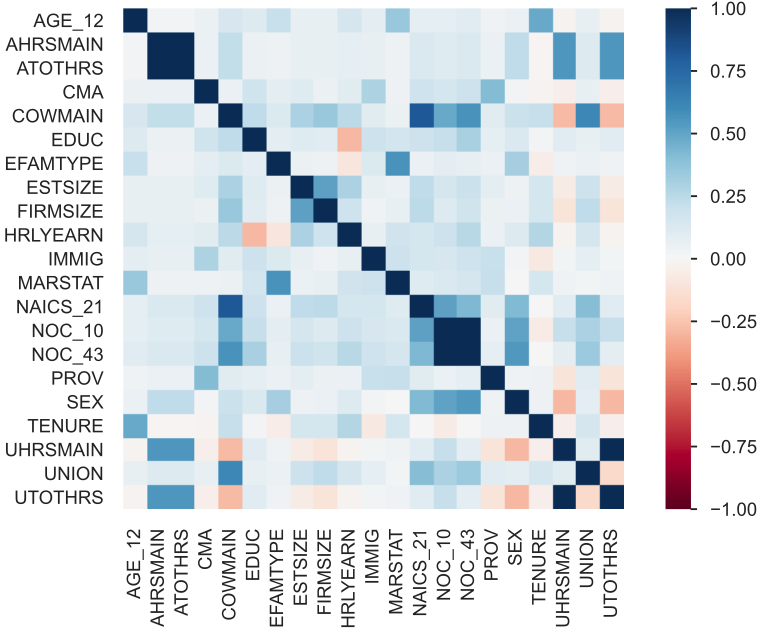 AGE_12
AHRSMAIN
ATOTHRS
CMA
COWMAIN
EDUC
EFAMTYPE
ESTSIZE
FIRMSIZE
HRLYEARN
IMMIG
MARSTAT
NAICS_21
NOC_10
NOC_43
PROV
SEX
TENURE
UHRSMAIN
UNION
UTOTHRS
AGE_12
AHRSMAIN
ATOTHRS
CMA
COWMAIN
EDUC
EFAMTYPE
ESTSIZE
FIRMSIZE
HRLYEARN
IMMIG
MARSTAT
NAICS_21
NOC_10
NOC_43
PROV
SEX
TENURE
UHRSMAIN
UNION
UTOTHRS
1.00
0.75
0.50
0.25
0.00
−0.25
−0.50
−0.75
−1.00